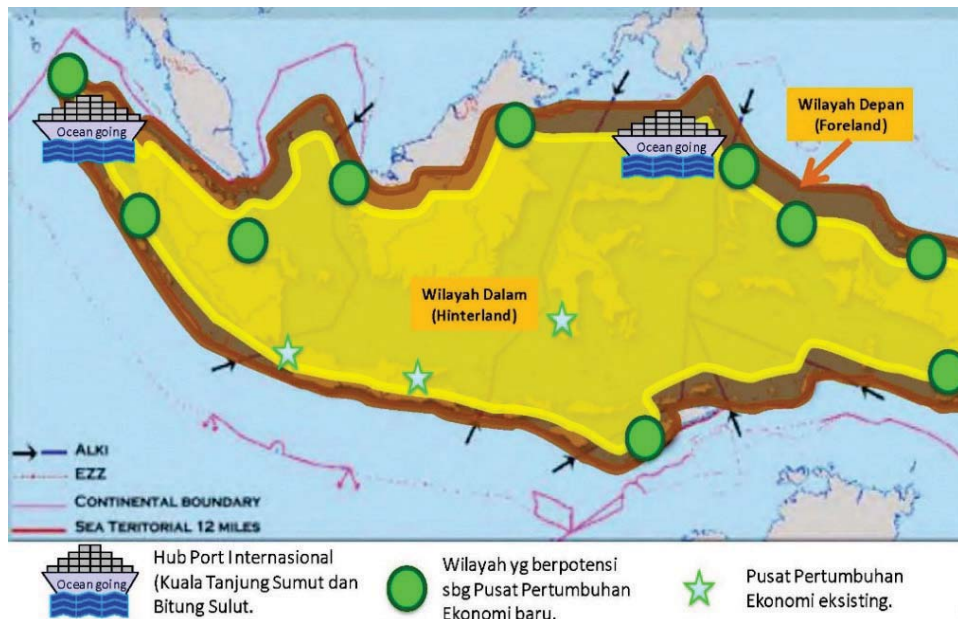 Ocean going
Ocean going
Wilayah Depan
(Foreland)
Wilayah Dalam
(Hinterland)
ALKI
EZZ
CONTINENTAL BOUNDARY
SEA TERITORIAL 12 MILES
Ocean going
Hub Port Internasional
(Kuala Tanjung Sumut dan
Bitung Sulut.
Wilayah yg berpotensi
sbg Pusat Pertumbuhan
Ekonomi baru.
Pusat Pertumbuhan
Ekonomi eksisting.